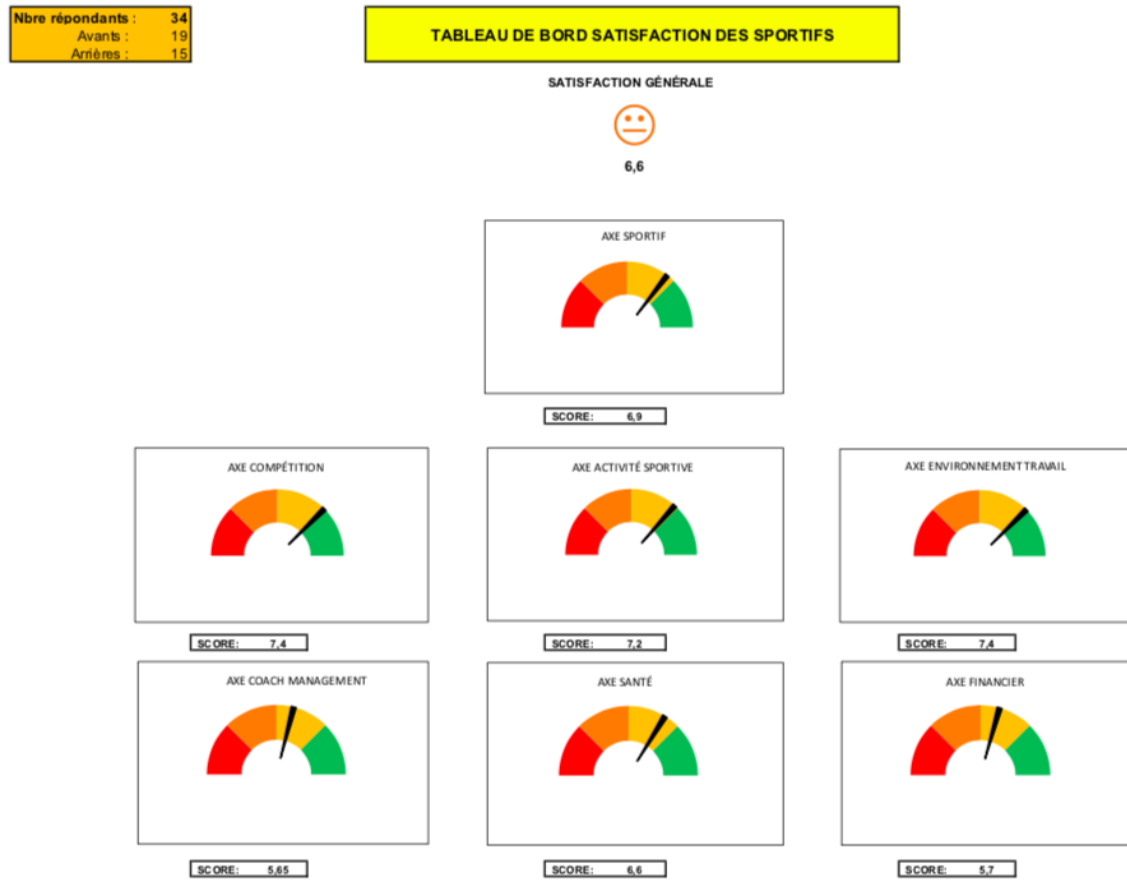 Nbre répondants : 34
Avants : 19
Arrières : 15
TABLEAU DE BORD SATISFACTION DES SPORTIFS
SATISFACTION GÉNÉRALE
6,6
AXE SPORTIF
SCORE: 6,9
AXE COMPÉTITION
SCORE: 7,4
AXE ACTIVITÉ SPORTIVE
SCORE: 7,2
AXE ENVIRONNEMENT TRAVAIL
SCORE: 7,4
AXE COACH MANAGEMENT
SCORE: 5,65
AXE SANTÉ
SCORE: 6,6
AXE FINANCIER
SCORE: 5,7